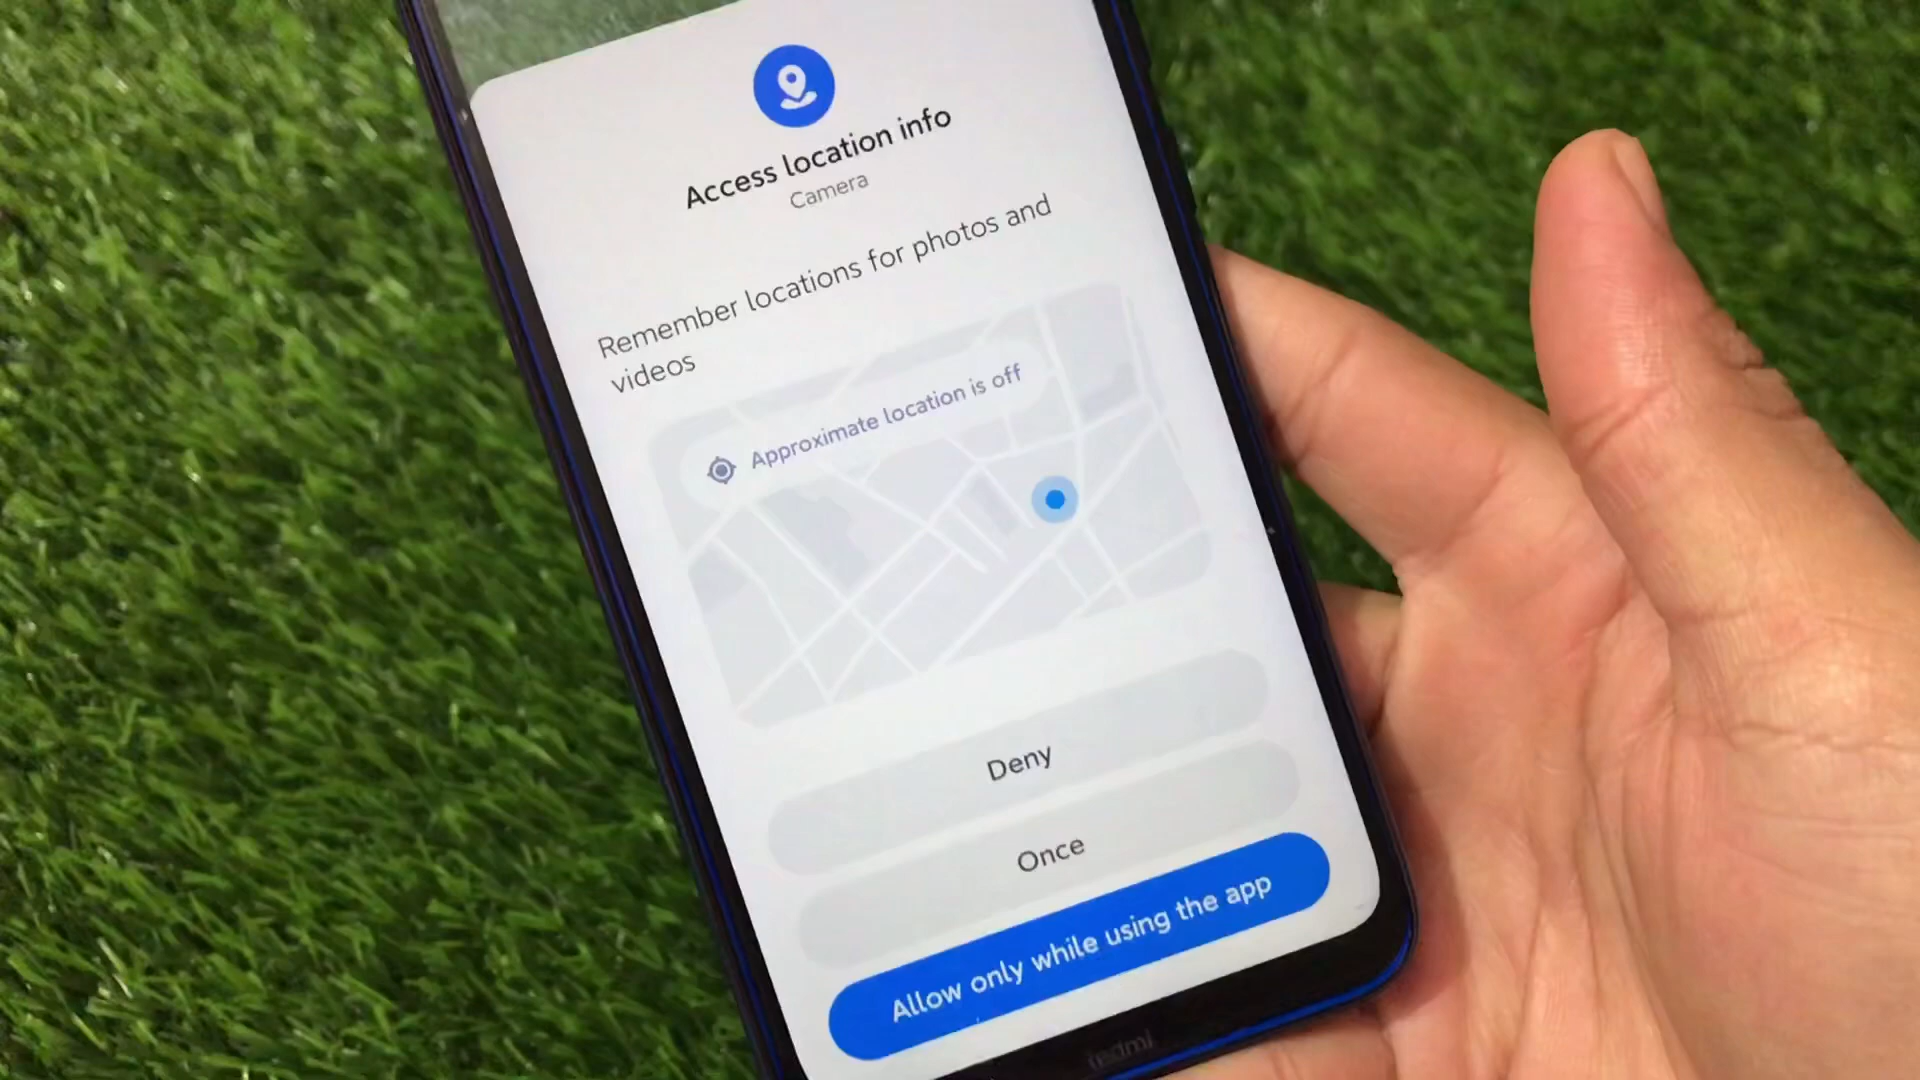 Access location info
Camera
Remember locations for photos and
videos
Approximate location is off
Deny
Once
Allow only while using the app
redmi